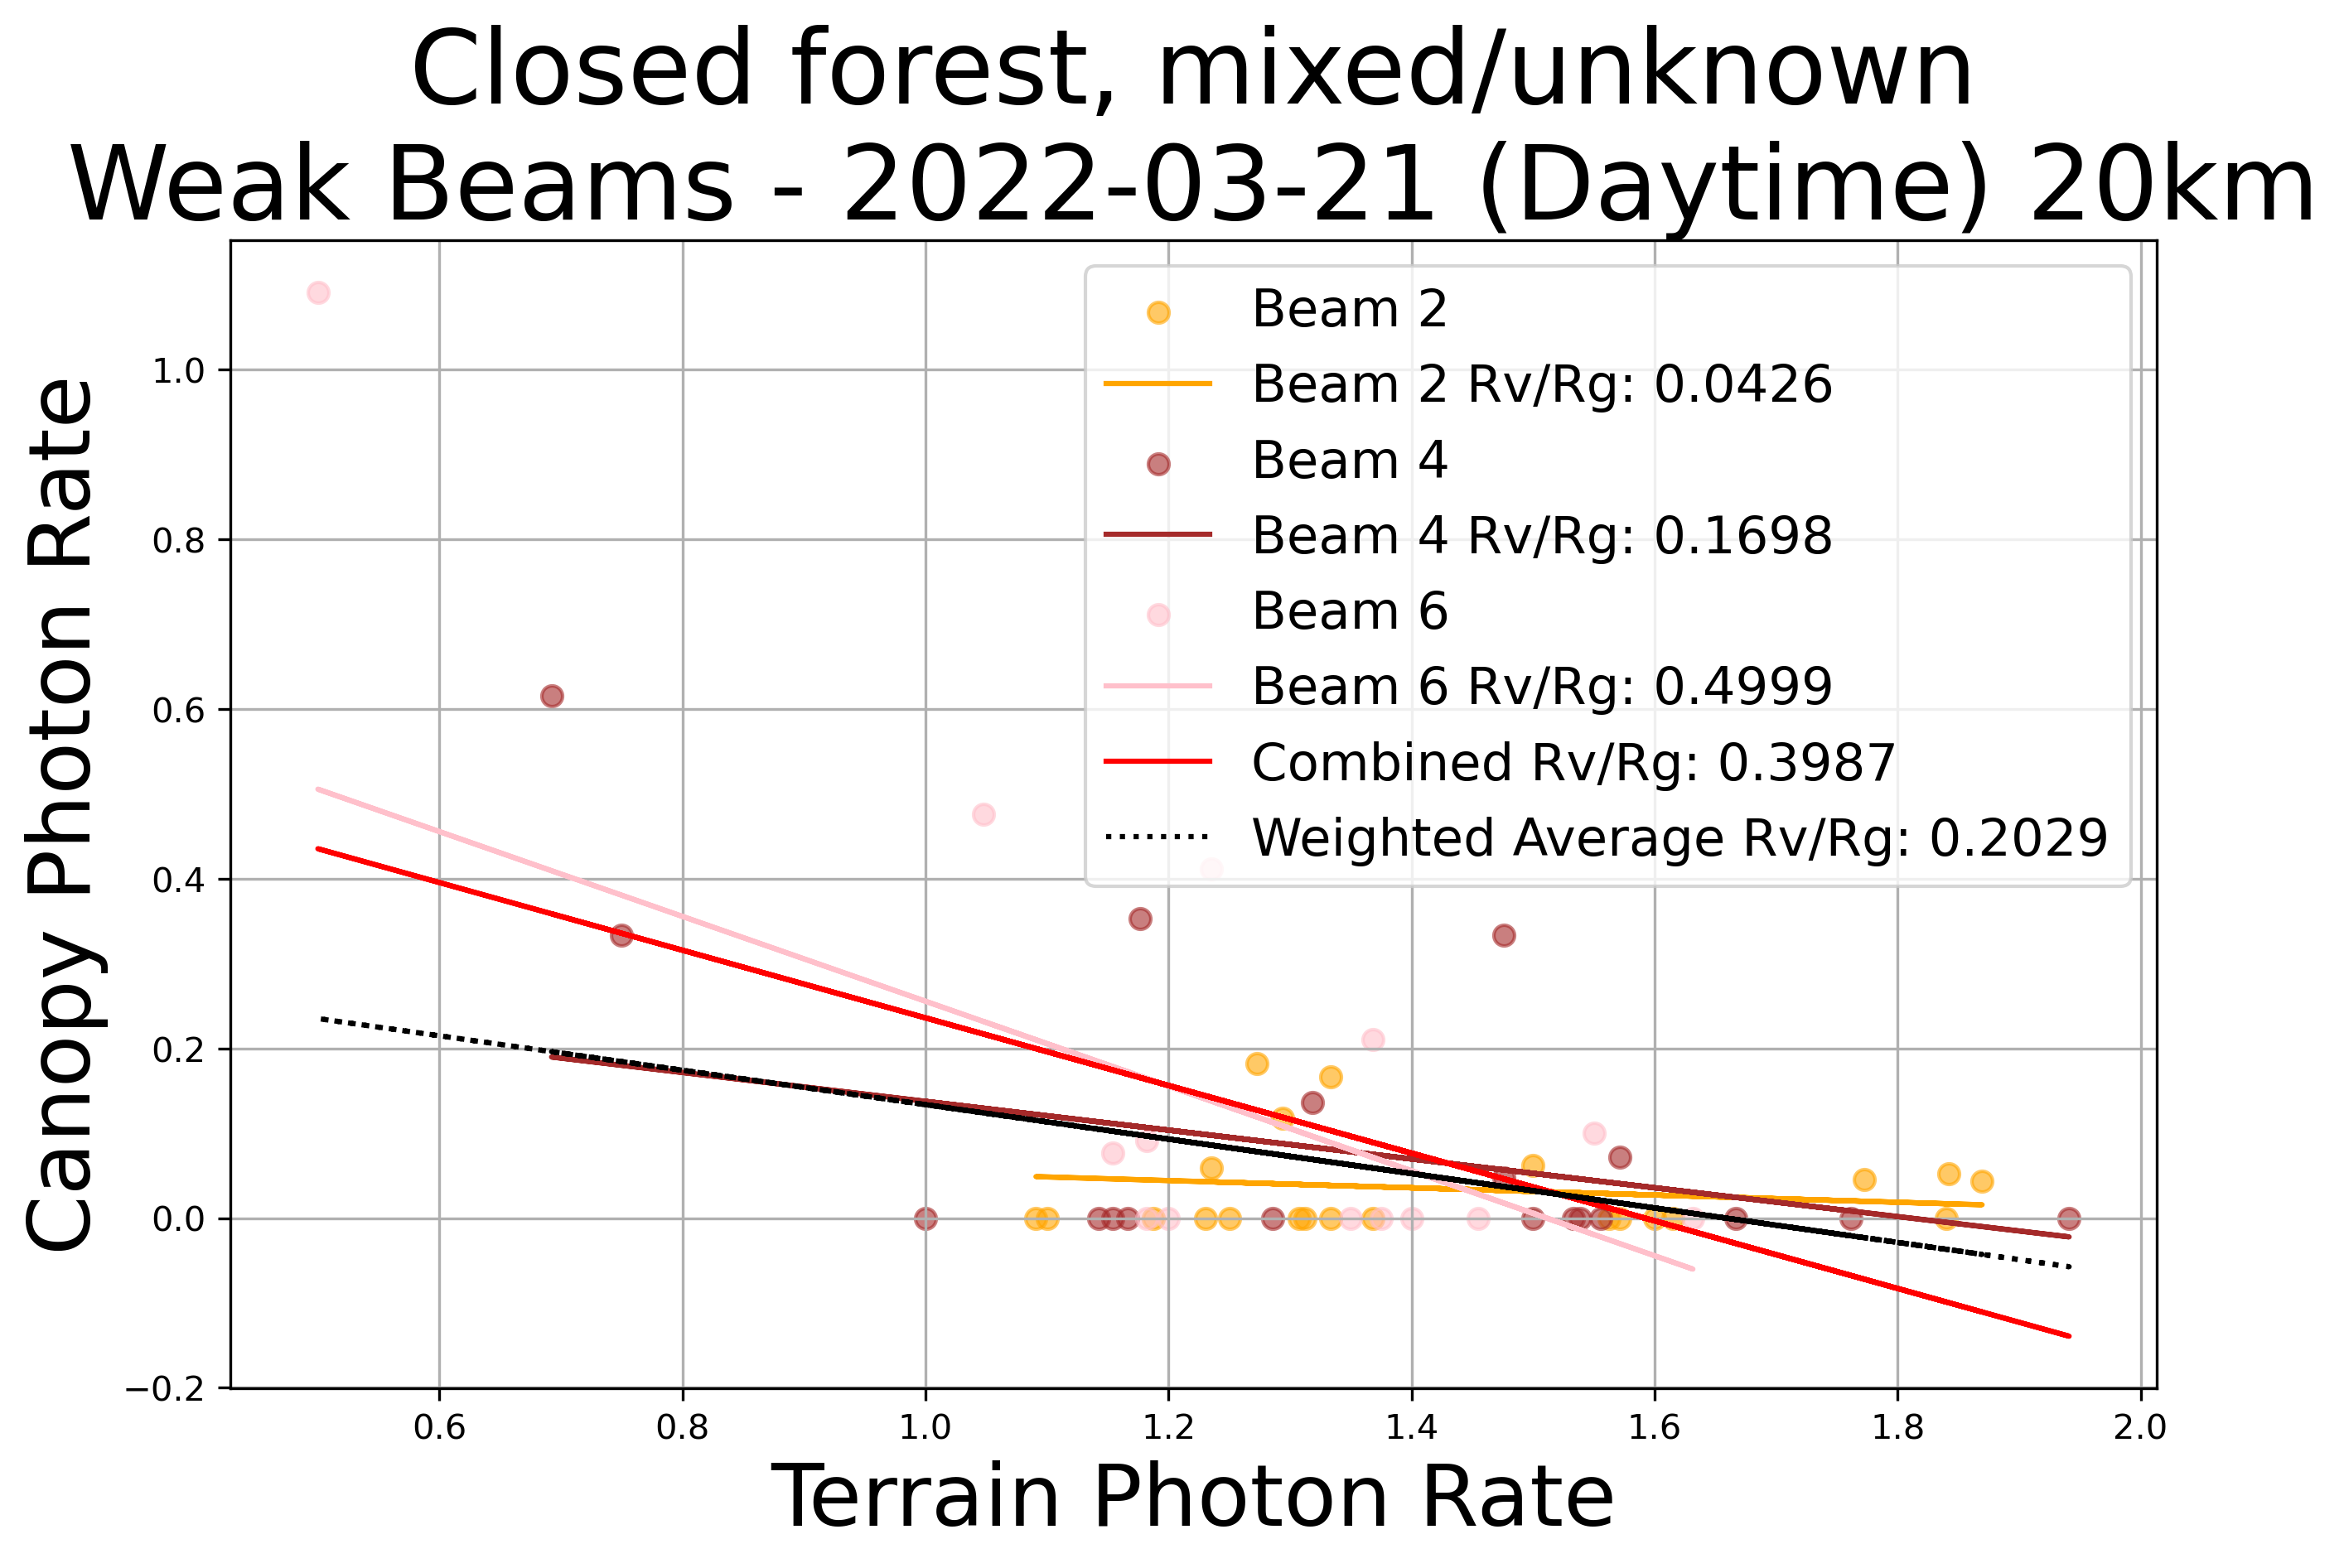 Closed forest, mixed/unknown
Weak Beams - 2022-03-21 (Daytime) 20km
Canopy Photon Rate
1.0
0.8
0.6
0.4
0.2
0.0
−0.2
Beam 2
Beam 2 Rv/Rg: 0.0426
Beam 4
Beam 4 Rv/Rg: 0.1698
Beam 6
Beam 6 Rv/Rg: 0.4999
Combined Rv/Rg: 0.3987
Weighted Average Rv/Rg: 0.2029
0.6 0.8 1.0 1.2 1.4 1.6 1.8 2.0
Terrain Photon Rate